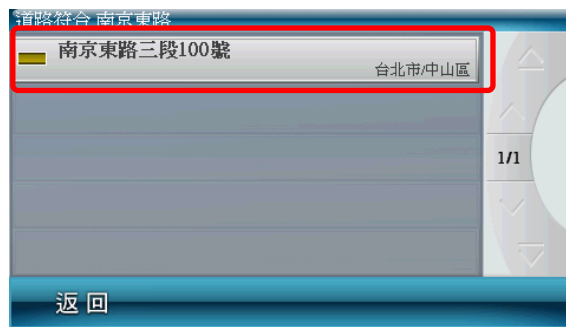 道路符合 南京東路
南京東路三段100號
台北市/中山區
1/1
返回